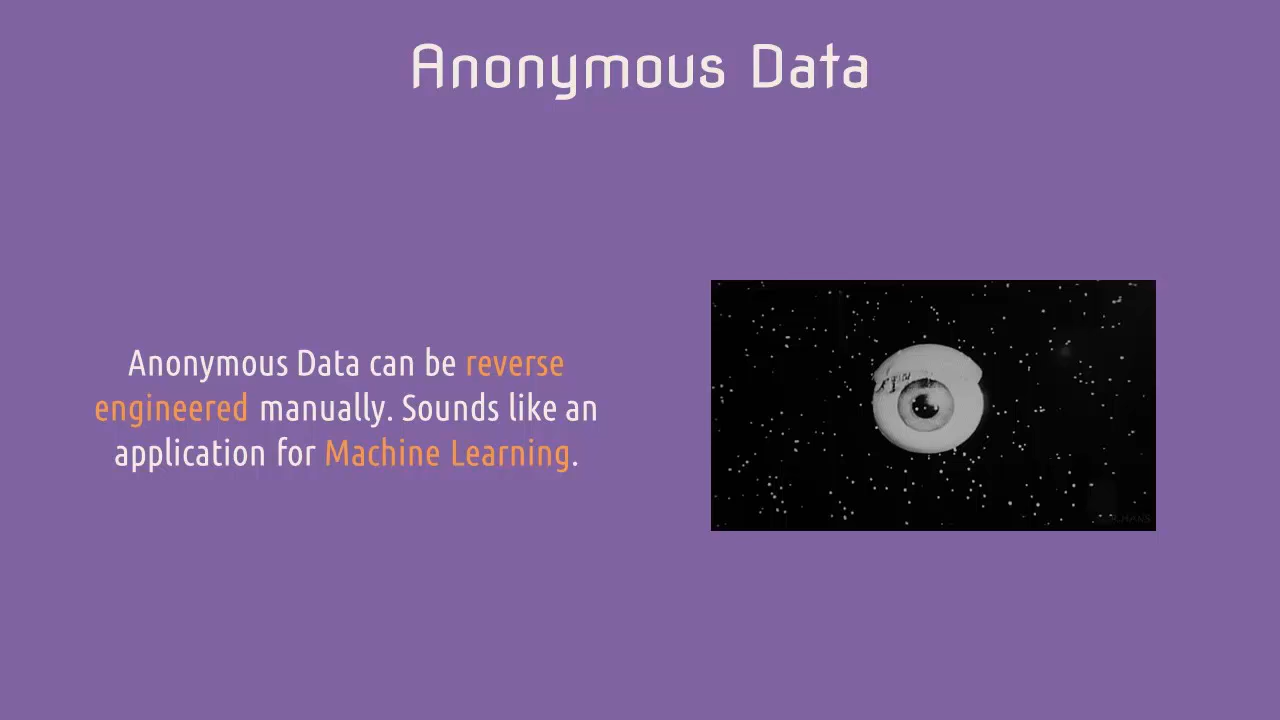 Anonymous Data
Anonymous Data can be reverse
engineered manually. Sounds like an
application for Machine Learning.